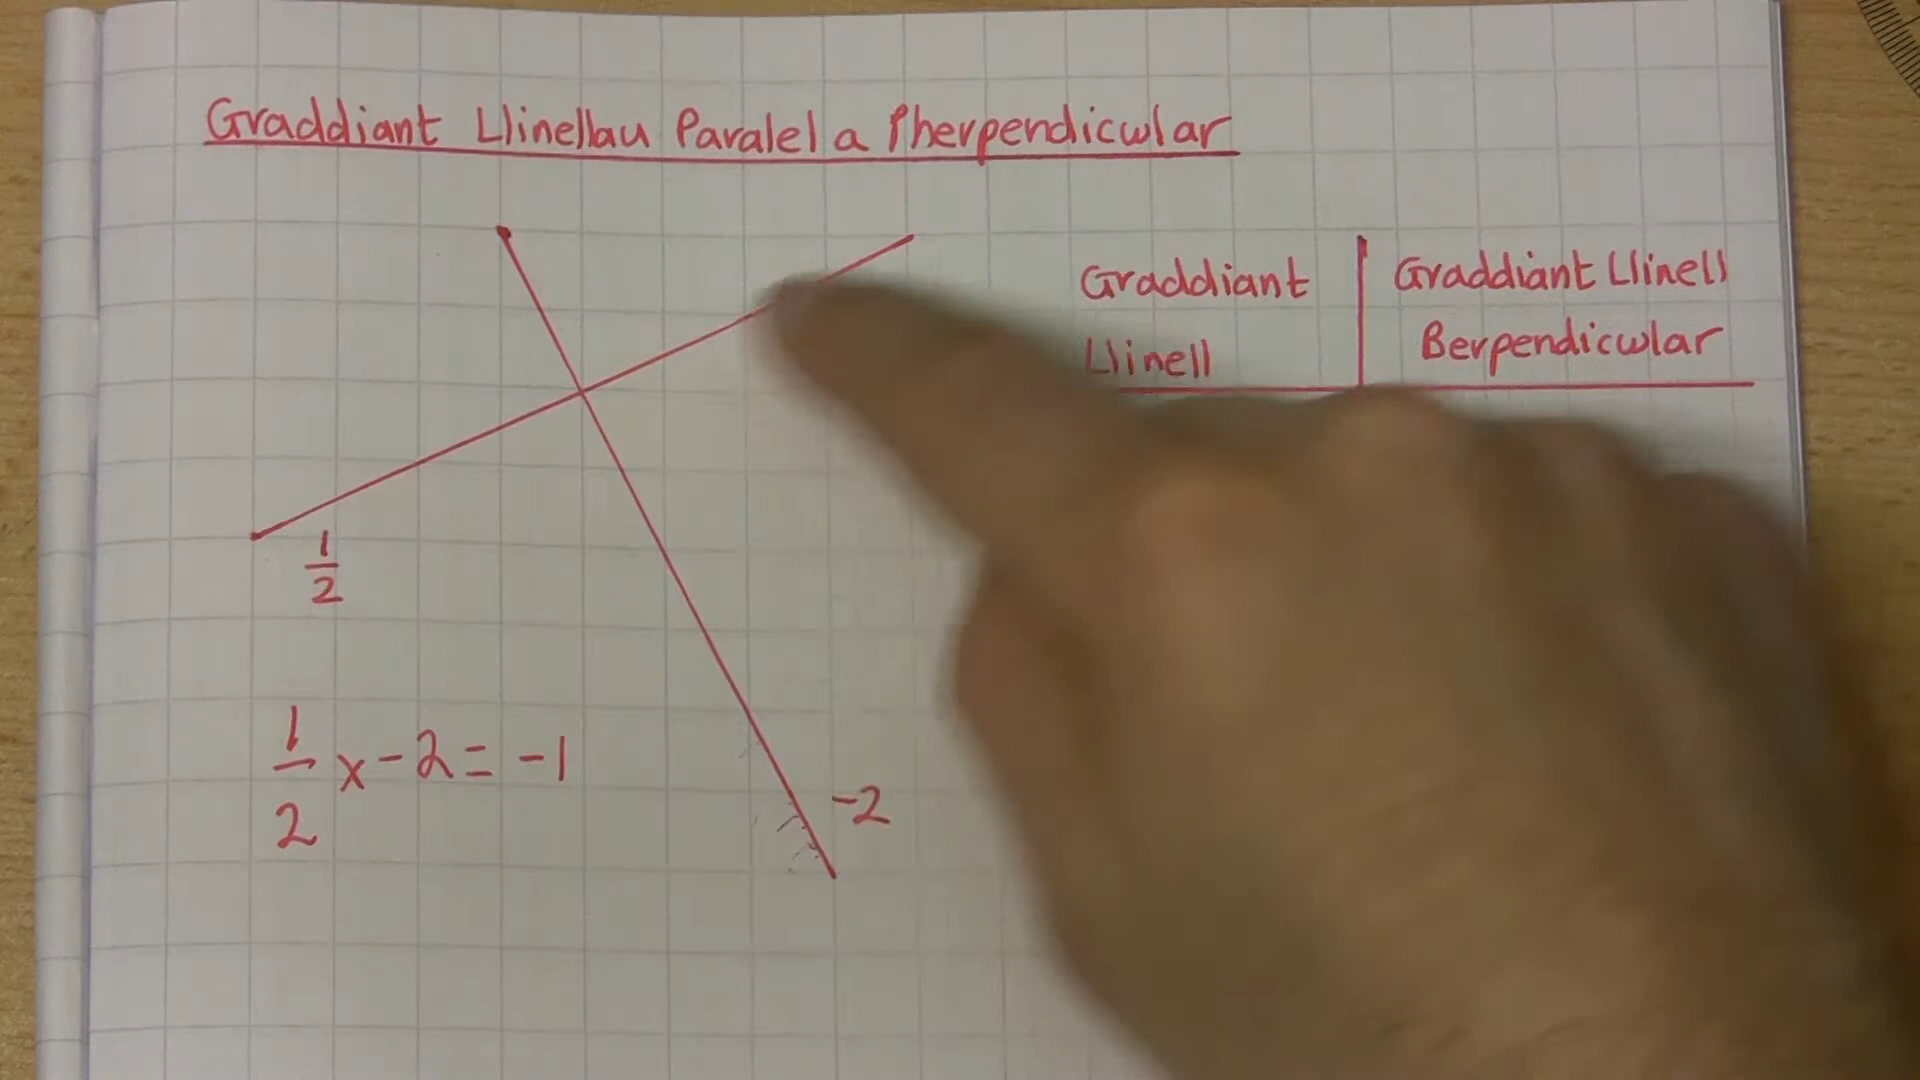 Graddiant Llinellau Paralel a Pherpendicwlar
Graddiant
Llinell
Graddiant Llinell
Berpendicwlar
1
2
1
2
x-2 = -1
-2